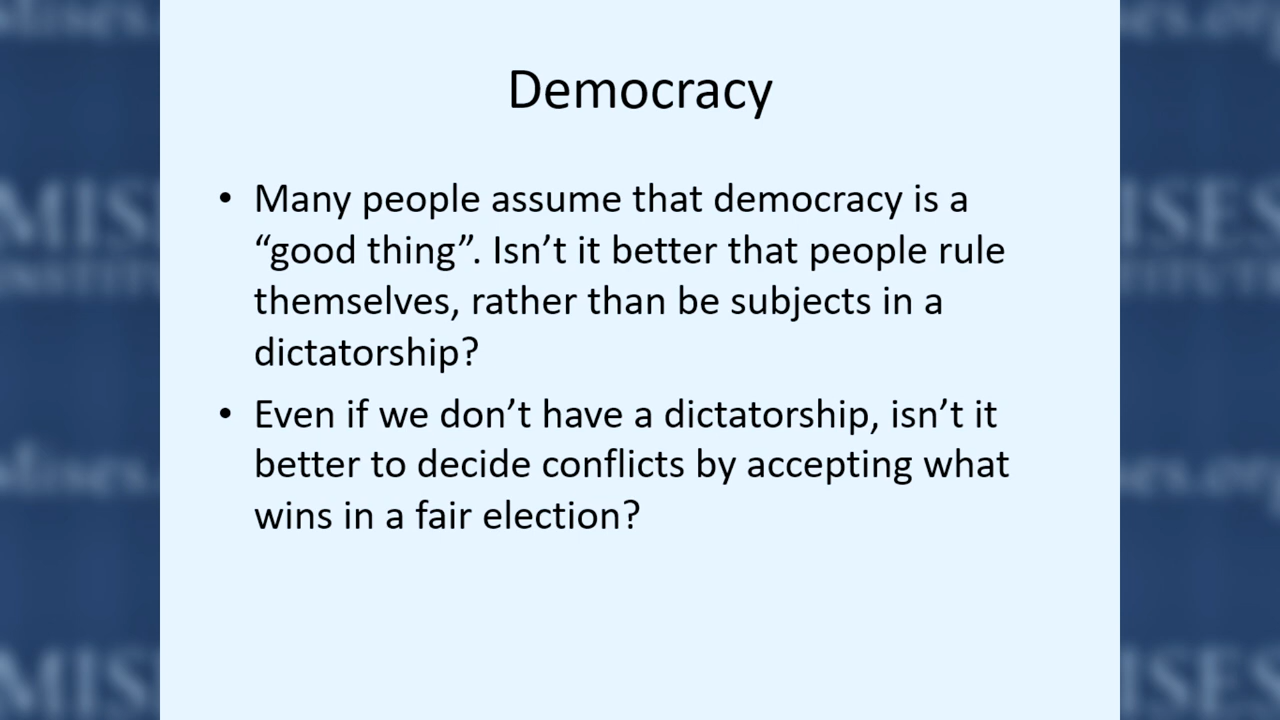 Democracy
• Many people assume that democracy is a
“good thing”. Isn’t it better that people rule
themselves, rather than be subjects in a
dictatorship?
• Even if we don’t have a dictatorship, isn’t it
better to decide conflicts by accepting what
wins in a fair election?